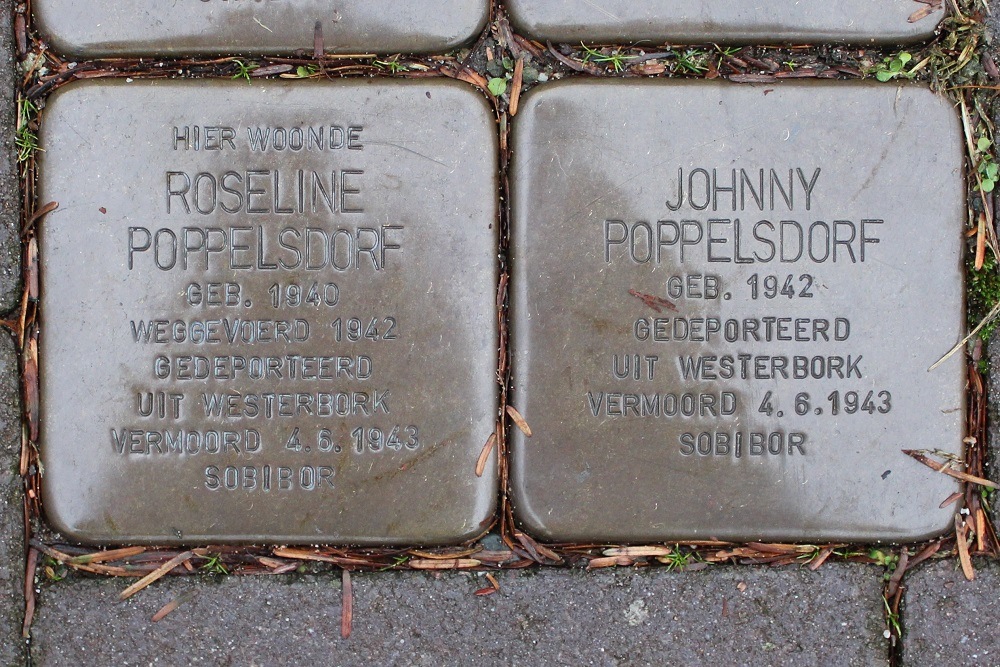 HIER WOONDE
ROSELINE
POPPELSDORF
GEB. 1940
WEGGEVOERD 1942
GEDEPORTEERD
UIT WESTERBORK
VERMOORD 4.6.1943
SOBIBOR
JOHNNY
POPPELSDORF
GEB. 1942
GEDEPORTEERD
UIT WESTERBORK
VERMOORD 4.6.1943
SOBIBOR